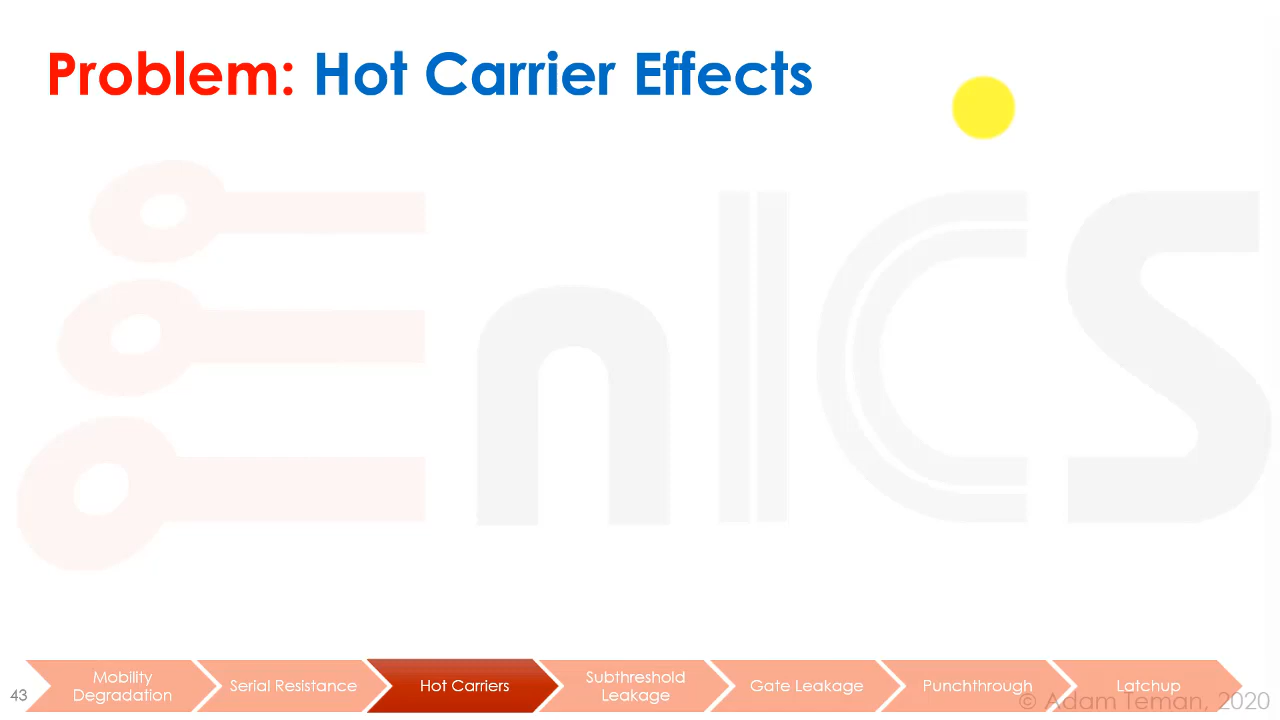 Problem: Hot Carrier Effects
EnICS
43
Mobility
Degradation
Serial Resistance
Hot Carriers
Subthreshold
Leakage
Gate Leakage
Punchthrough
Latchup
© Adam Teman, 2020